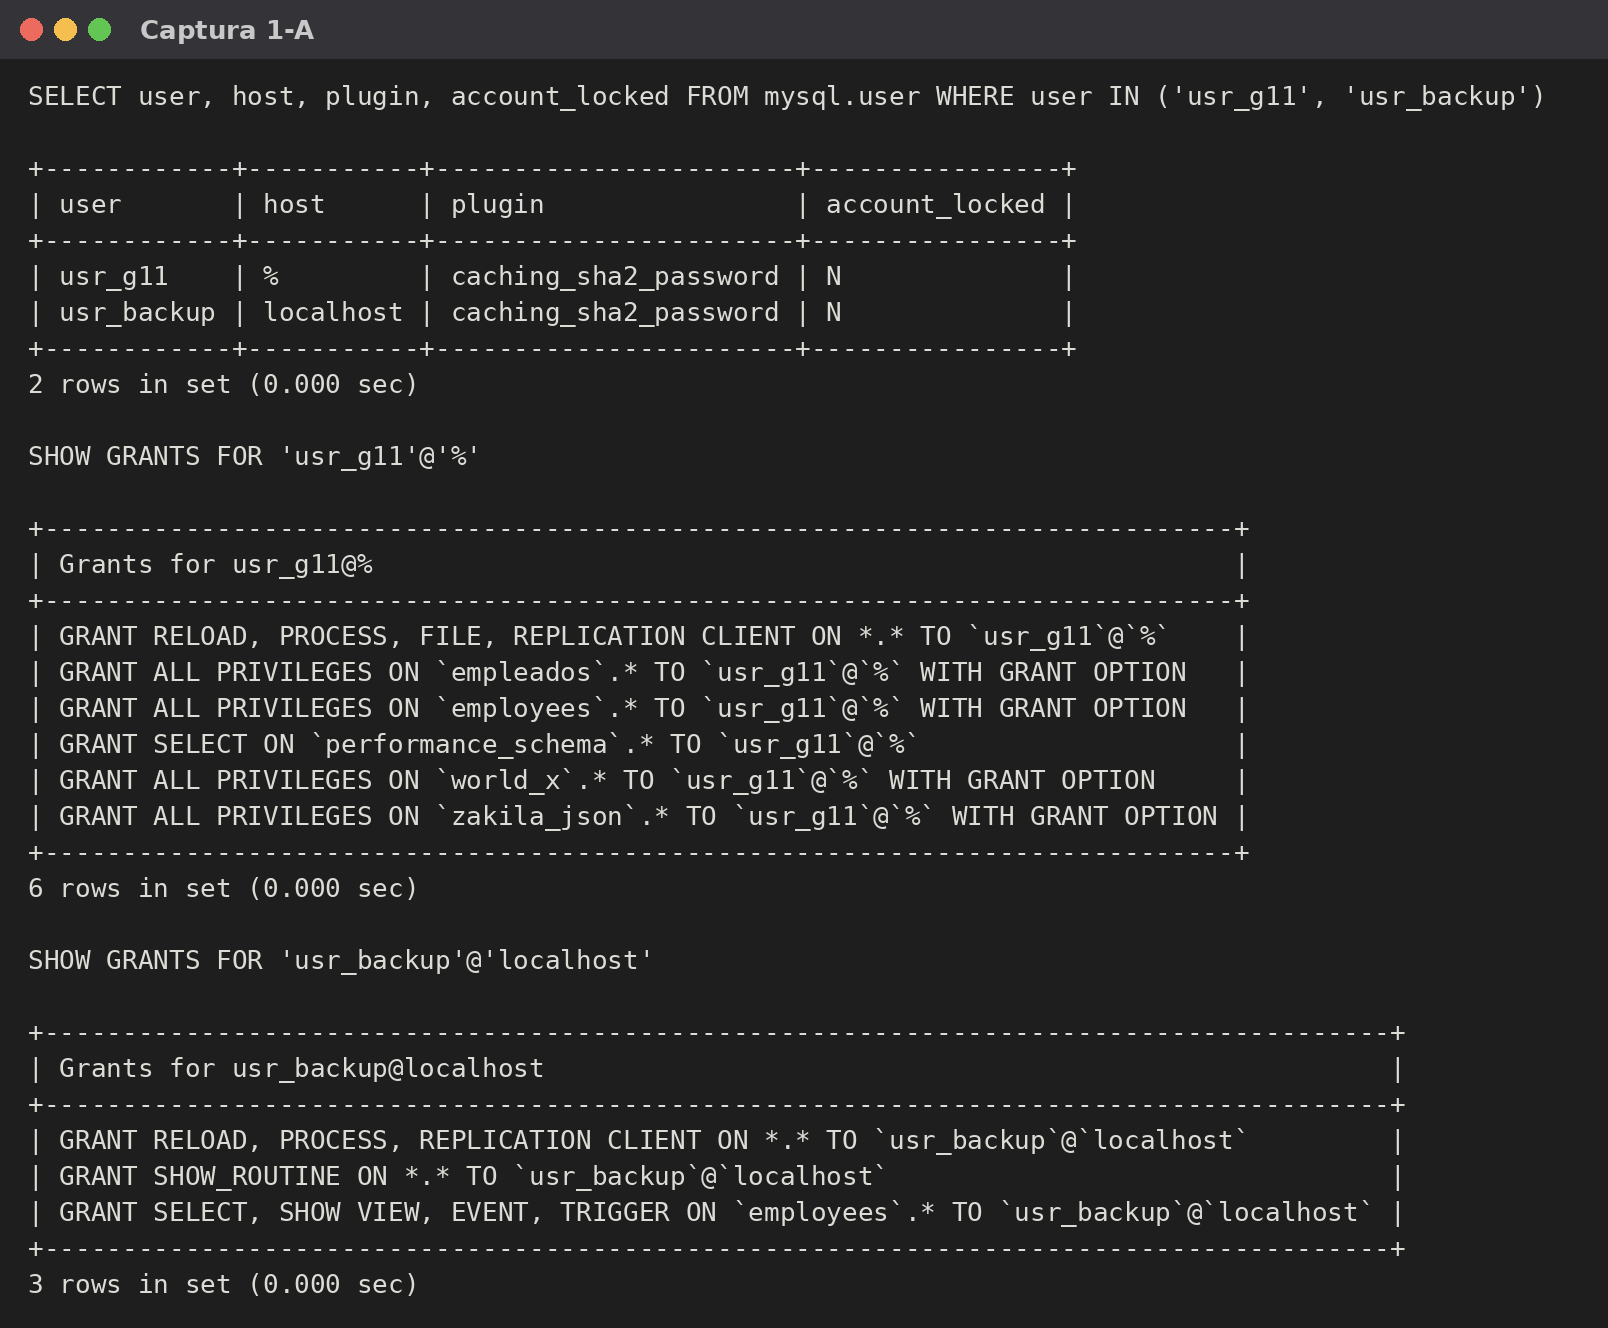 Captura 1-A
SELECT user, host, plugin, account_locked FROM mysql.user WHERE user IN ('usr_g11', 'usr_backup')
+------------+-----------+-----------------------+----------------+
| user       | host      | plugin                | account_locked |
+------------+-----------+-----------------------+----------------+
| usr_g11    | %         | caching_sha2_password | N              |
| usr_backup | localhost | caching_sha2_password | N              |
+------------+-----------+-----------------------+----------------+
2 rows in set (0.000 sec)
SHOW GRANTS FOR 'usr_g11'@'%'
+----------------------------------------------------------------------------+
| Grants for usr_g11@%                                                       |
+----------------------------------------------------------------------------+
| GRANT RELOAD, PROCESS, FILE, REPLICATION CLIENT ON *.* TO `usr_g11`@`%`    |
| GRANT ALL PRIVILEGES ON `empleados`.* TO `usr_g11`@`%` WITH GRANT OPTION   |
| GRANT ALL PRIVILEGES ON `employees`.* TO `usr_g11`@`%` WITH GRANT OPTION   |
| GRANT SELECT ON `performance_schema`.* TO `usr_g11`@`%`                    |
| GRANT ALL PRIVILEGES ON `world_x`.* TO `usr_g11`@`%` WITH GRANT OPTION     |
| GRANT ALL PRIVILEGES ON `zakila_json`.* TO `usr_g11`@`%` WITH GRANT OPTION |
+----------------------------------------------------------------------------+
6 rows in set (0.000 sec)
SHOW GRANTS FOR 'usr_backup'@'localhost'
+--------------------------------------------------------------------------------------+
| Grants for usr_backup@localhost                                                      |
+--------------------------------------------------------------------------------------+
| GRANT RELOAD, PROCESS, REPLICATION CLIENT ON *.* TO `usr_backup`@`localhost`         |
| GRANT SHOW_ROUTINE ON *.* TO `usr_backup`@`localhost`                                |
| GRANT SELECT, SHOW VIEW, EVENT, TRIGGER ON `employees`.* TO `usr_backup`@`localhost` |
+--------------------------------------------------------------------------------------+
3 rows in set (0.000 sec)